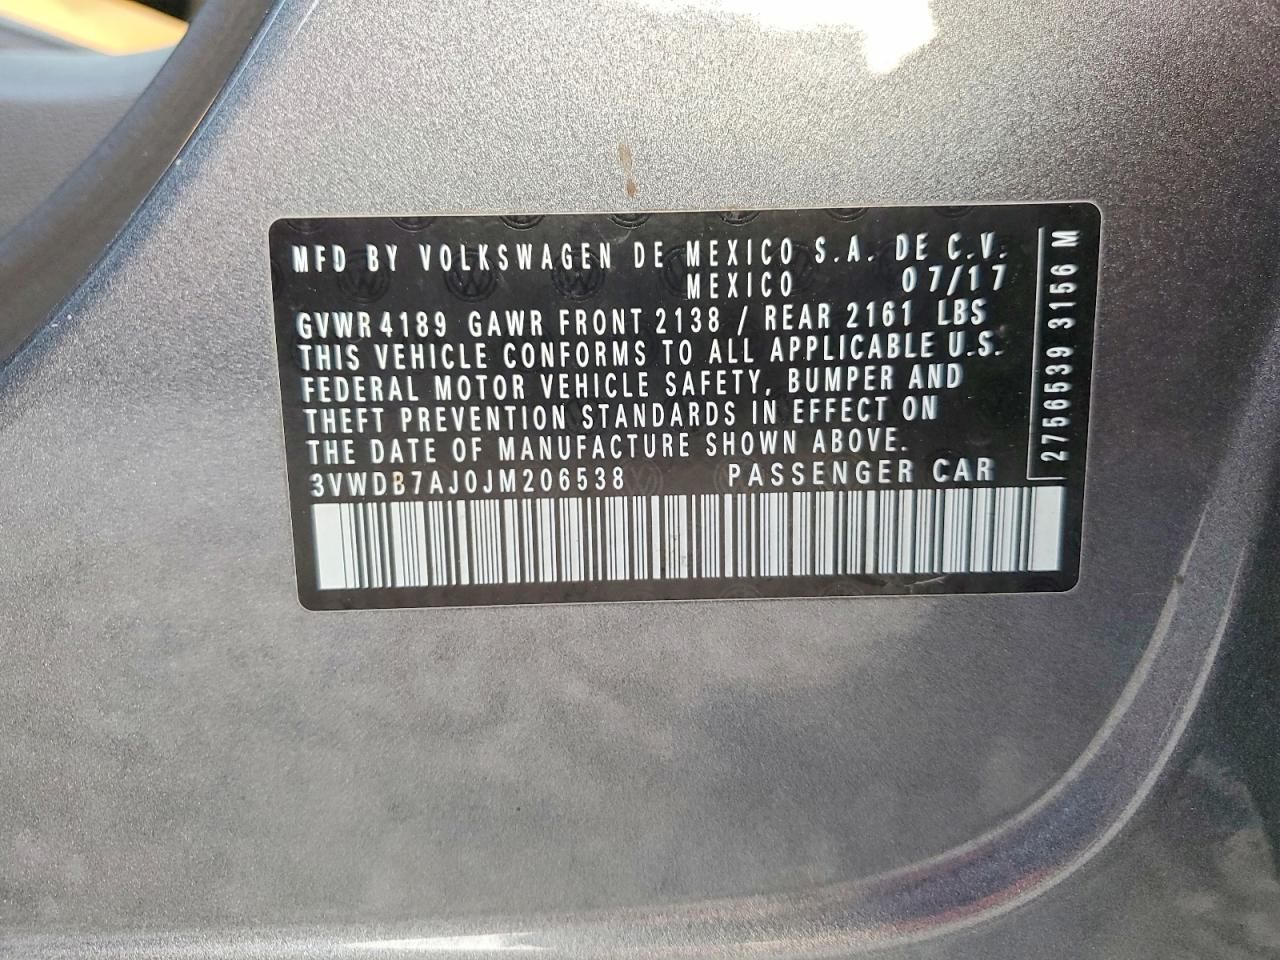 MFD BY VOLKSWAGEN DE MEXICO S.A. DE C.V.
MEXICO 07/17
GVWR 4189 GAWR FRONT 2138 / REAR 2161 LBS
THIS VEHICLE CONFORMS TO ALL APPLICABLE U.S.
FEDERAL MOTOR VEHICLE SAFETY, BUMPER AND
THEFT PREVENTION STANDARDS IN EFFECT ON
THE DATE OF MANUFACTURE SHOWN ABOVE.
3VWDB7AJ0JM206538 PASSENGER CAR
2756539 3156 M